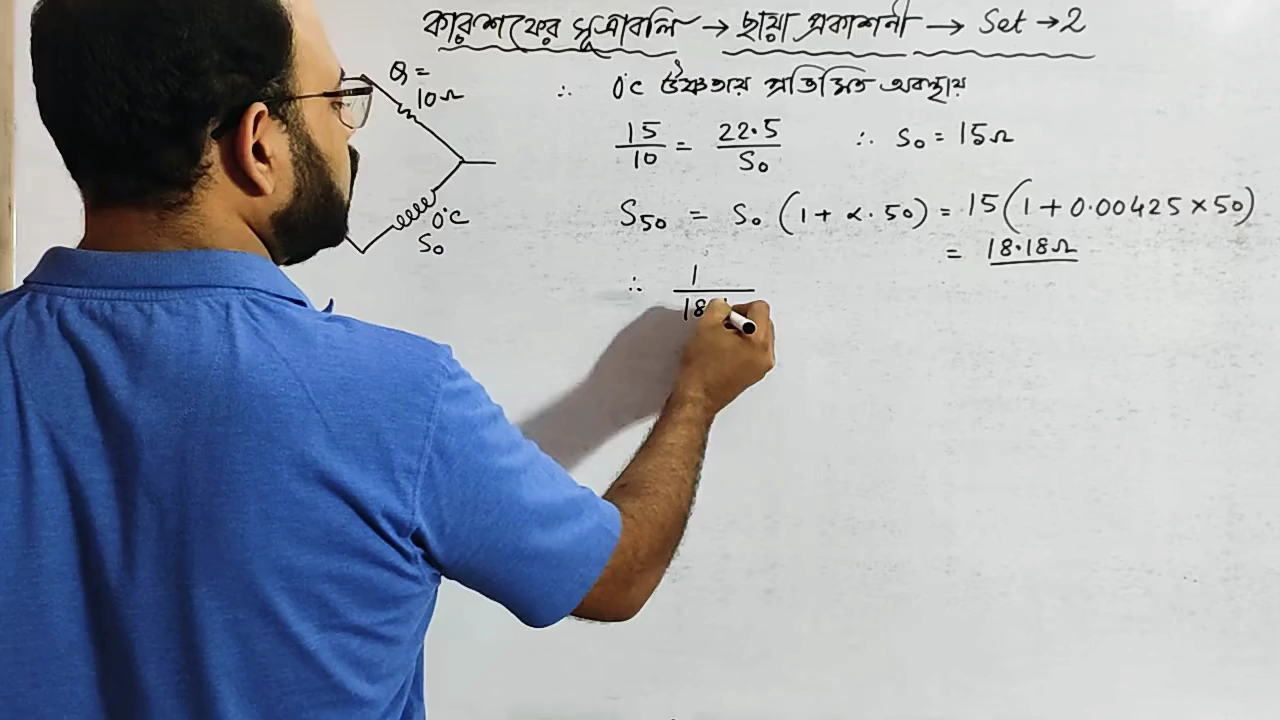 কারশফের সূত্রাবলি → ছায়া প্রকাশনী → Set → 2
Q =
10Ω
0°C
S₀
∴ 0°C উষ্ণতায় প্রতিমিত অবস্থায়
15/10 = 22.5/S₀ ∴ S₀ = 15Ω
S₅₀ = S₀ (1 + α. 50) = 15(1 + 0.00425 × 50)
= 18.18Ω
∴ 1/18